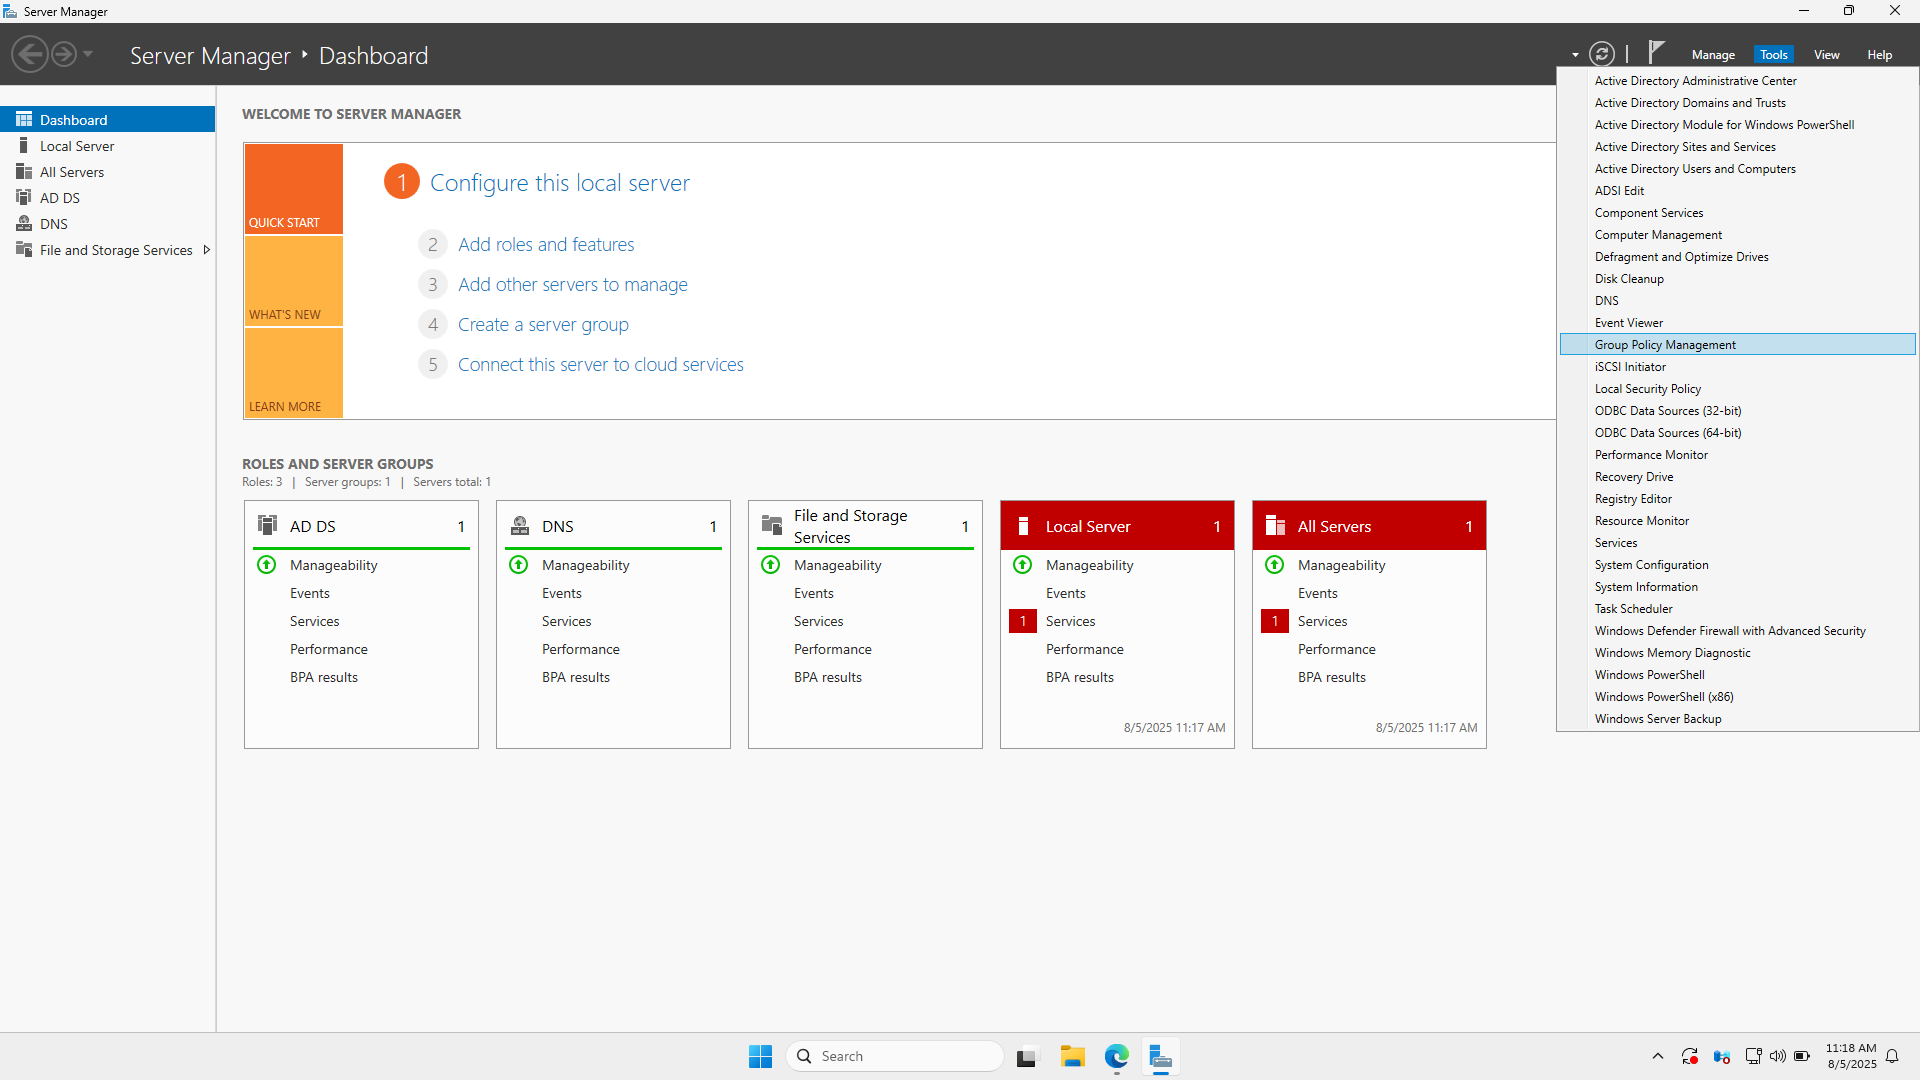 Server Manager
Server Manager ‣ Dashboard
Manage
Tools
View
Help
Dashboard
Local Server
All Servers
AD DS
DNS
File and Storage Services
WELCOME TO SERVER MANAGER
QUICK START
WHAT'S NEW
LEARN MORE
1 Configure this local server
2 Add roles and features
3 Add other servers to manage
4 Create a server group
5 Connect this server to cloud services
ROLES AND SERVER GROUPS
Roles: 3 | Server groups: 1 | Servers total: 1
AD DS 1
Manageability
Events
Services
Performance
BPA results
DNS 1
Manageability
Events
Services
Performance
BPA results
File and Storage
Services 1
Manageability
Events
Services
Performance
BPA results
Local Server 1
Manageability
Events
1 Services
Performance
BPA results
8/5/2025 11:17 AM
All Servers 1
Manageability
Events
1 Services
Performance
BPA results
8/5/2025 11:17 AM
Active Directory Administrative Center
Active Directory Domains and Trusts
Active Directory Module for Windows PowerShell
Active Directory Sites and Services
Active Directory Users and Computers
ADSI Edit
Component Services
Computer Management
Defragment and Optimize Drives
Disk Cleanup
DNS
Event Viewer
Group Policy Management
iSCSI Initiator
Local Security Policy
ODBC Data Sources (32-bit)
ODBC Data Sources (64-bit)
Performance Monitor
Recovery Drive
Registry Editor
Resource Monitor
Services
System Configuration
System Information
Task Scheduler
Windows Defender Firewall with Advanced Security
Windows Memory Diagnostic
Windows PowerShell
Windows PowerShell (x86)
Windows Server Backup
Search
11:18 AM
8/5/2025